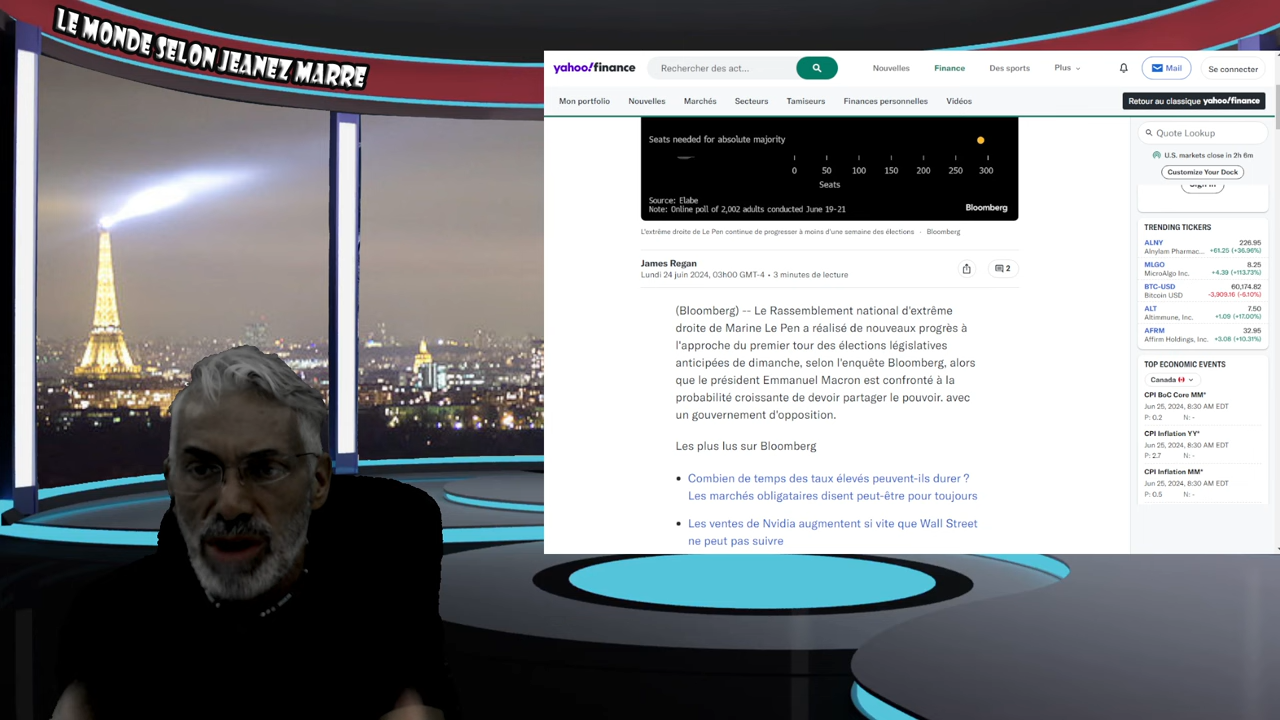 LE MONDE SELON JEANEZ MARRE
yahoo!finance
Rechercher des act...
Nouvelles
Finance
Des sports
Plus
Mail
Se connecter
Mon portfolio
Nouvelles
Marchés
Secteurs
Tamiseurs
Finances personnelles
Vidéos
Retour au classique yahoo!finance
Seats needed for absolute majority
0 50 100 150 200 250 300
Seats
Source: Elabe
Note: Online poll of 2,002 adults conducted June 19-21
Bloomberg
L'extrême droite de Le Pen continue de progresser à moins d'une semaine des élections · Bloomberg
James Regan
Lundi 24 juin 2024, 03h00 GMT-4 • 3 minutes de lecture
2
(Bloomberg) -- Le Rassemblement national d'extrême
droite de Marine Le Pen a réalisé de nouveaux progrès à
l'approche du premier tour des élections législatives
anticipées de dimanche, selon l'enquête Bloomberg, alors
que le président Emmanuel Macron est confronté à la
probabilité croissante de devoir partager le pouvoir. avec
un gouvernement d'opposition.
Les plus lus sur Bloomberg
Combien de temps des taux élevés peuvent-ils durer ?
Les marchés obligataires disent peut-être pour toujours
Les ventes de Nvidia augmentent si vite que Wall Street
ne peut pas suivre
Quote Lookup
U.S. markets close in 2h 6m
Customize Your Dock
Sign in
TRENDING TICKERS
ALNY 226.95
Alnylam Pharmac... +61.25 (+36.96%)
MLGO 8.25
MicroAlgo Inc. +4.39 (+113.73%)
BTC-USD 60,174.82
Bitcoin USD -3,909.16 (-6.10%)
ALT 7.50
Altimmune, Inc. +1.09 (+17.00%)
AFRM 32.95
Affirm Holdings, Inc. +3.08 (+10.31%)
TOP ECONOMIC EVENTS
Canada
CPI BoC Core MM*
Jun 25, 2024, 8:30 AM EDT
P: 0.2 N: -
CPI Inflation YY*
Jun 25, 2024, 8:30 AM EDT
P: 2.7 N: -
CPI Inflation MM*
Jun 25, 2024, 8:30 AM EDT
P: 0.5 N: -